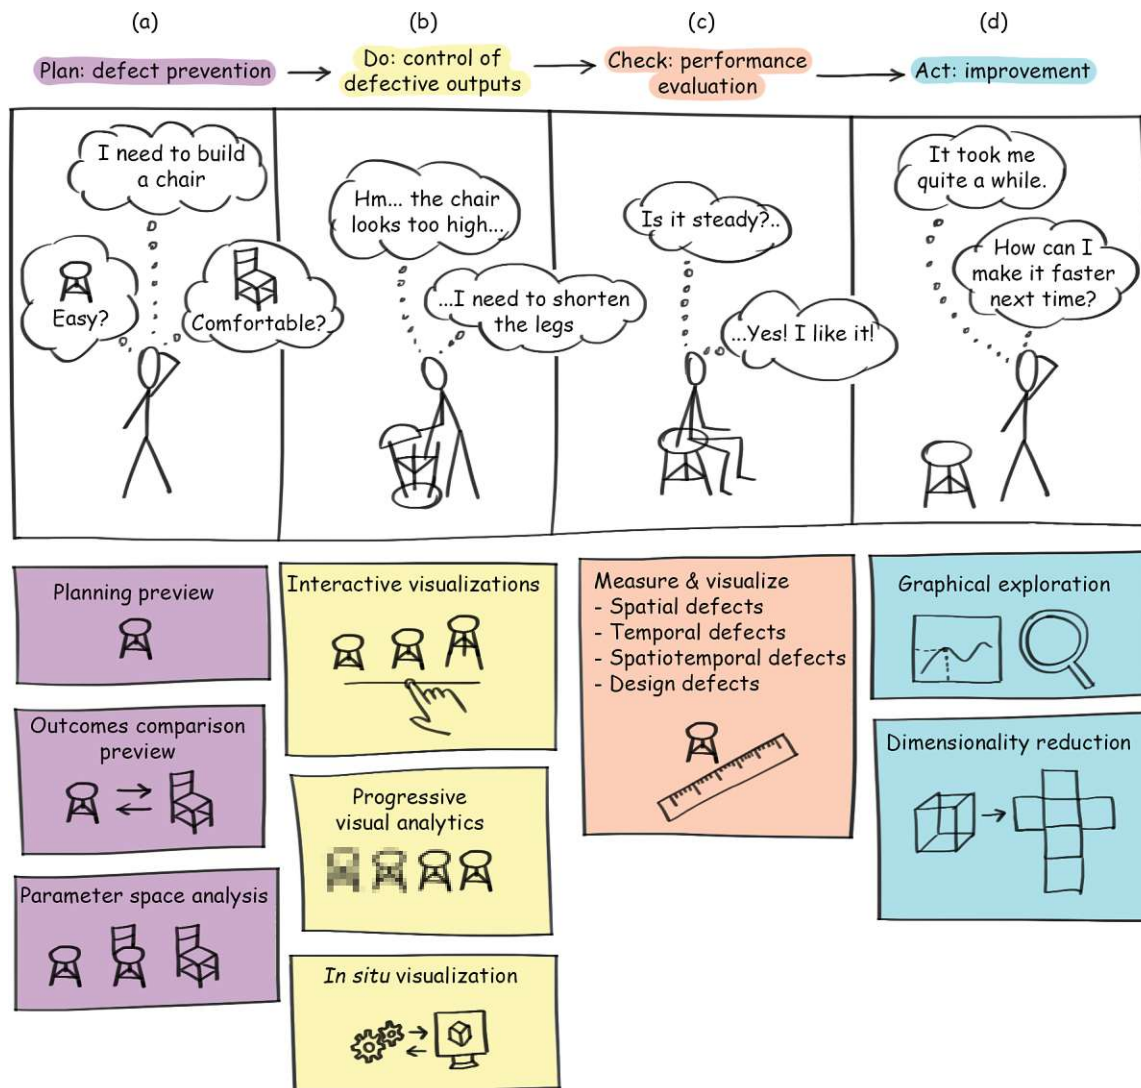 (a)
(b)
(c)
(d)
Plan: defect prevention
Do: control of
defective outputs
Check: performance
evaluation
Act: improvement
I need to build
a chair
Easy?
Comfortable?
Hm... the chair
looks too high...
...I need to shorten
the legs
Is it steady?..
...Yes! I like it!
It took me
quite a while.
How can I
make it faster
next time?
Planning preview
Outcomes comparison
preview
Parameter space analysis
Interactive visualizations
Progressive
visual analytics
In situ visualization
Measure & visualize
- Spatial defects
- Temporal defects
- Spatiotemporal defects
- Design defects
Graphical exploration
Dimensionality reduction